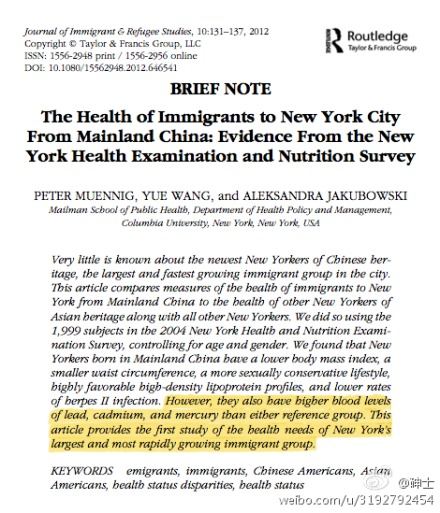 Journal of Immigrant & Refugee Studies, 10:131–137, 2012
Copyright © Taylor & Francis Group, LLC
ISSN: 1556-2948 print / 1556-2956 online
DOI: 10.1080/15562948.2012.646541
Routledge
Taylor & Francis Group
BRIEF NOTE
The Health of Immigrants to New York City
From Mainland China: Evidence From the New
York Health Examination and Nutrition Survey
PETER MUENNIG, YUE WANG, and ALEKSANDRA JAKUBOWSKI
Mailman School of Public Health, Department of Health Policy and Management,
Columbia University, New York, New York, USA
Very little is known about the newest New Yorkers of Chinese her-
itage, the largest and fastest growing immigrant group in the city.
This article compares measures of the health of immigrants to New
York from Mainland China to the health of other New Yorkers of
Asian heritage along with all other New Yorkers. We did so using the
1,999 subjects in the 2004 New York Health and Nutrition Exami-
nation Survey, controlling for age and gender. We found that New
Yorkers born in Mainland China have a lower body mass index, a
smaller waist circumference, a more sexually conservative lifestyle,
highly favorable high-density lipoprotein profiles, and lower rates
of herpes II infection. However, they also have higher blood levels
of lead, cadmium, and mercury than either reference group. This
article provides the first study of the health needs of New York's
largest and most rapidly growing immigrant group.
KEYWORDS emigrants, immigrants, Chinese Americans, Asian
Americans, health status disparities, health status
@砷士
weibo.com/u/3192792454